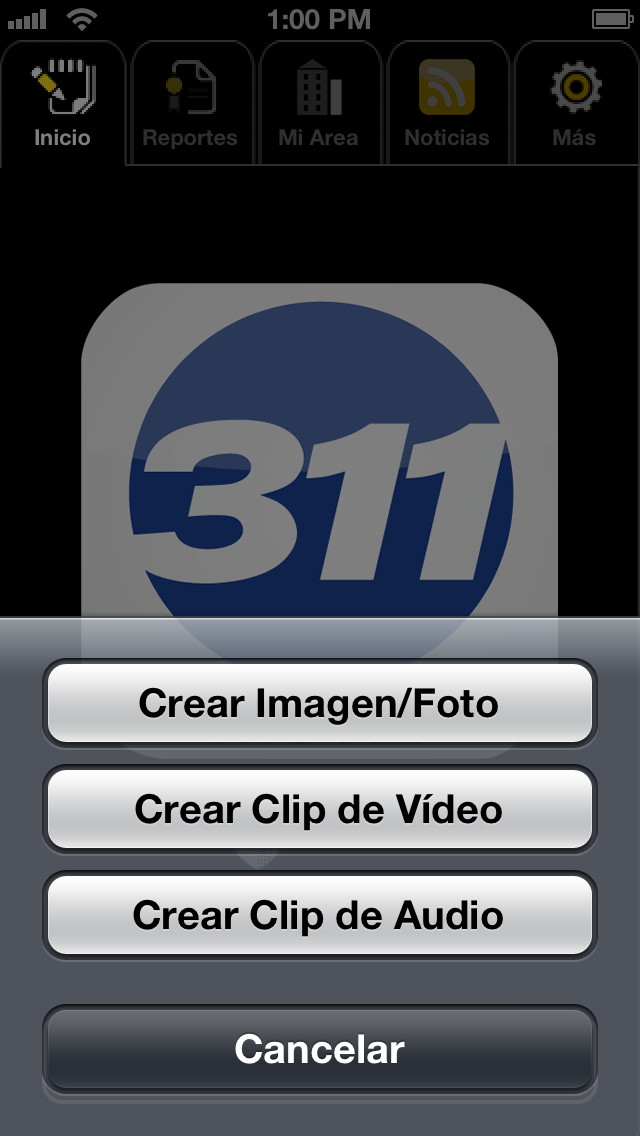 1:00 PM
Inicio Reportes Mi Area Noticias Más
311
Crear Imagen/Foto
Crear Clip de Vídeo
Crear Clip de Audio
Cancelar